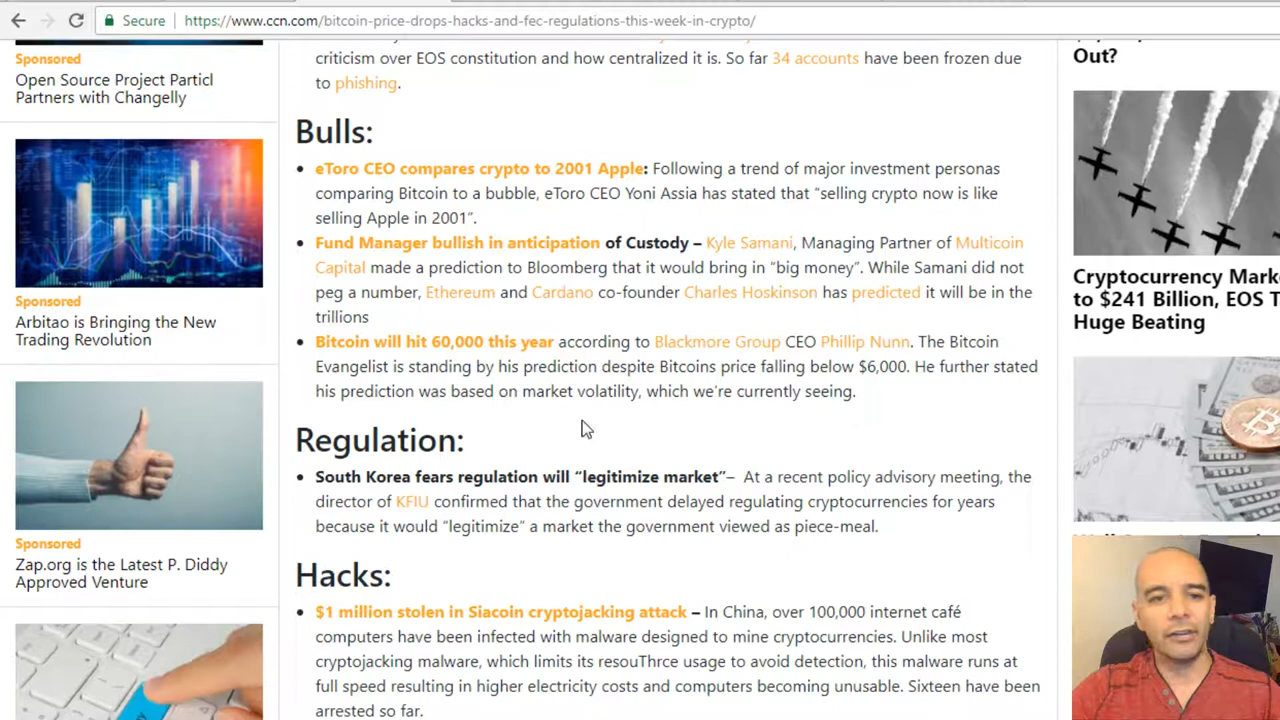 Secure
https://www.ccn.com/bitcoin-price-drops-hacks-and-fec-regulations-this-week-in-crypto/
Sponsored
Open Source Project Particl
Partners with Changelly
Sponsored
Arbitao is Bringing the New
Trading Revolution
Sponsored
Zap.org is the Latest P. Diddy
Approved Venture
criticism over EOS constitution and how centralized it is. So far 34 accounts have been frozen due
to phishing.
Bulls:
eToro CEO compares crypto to 2001 Apple: Following a trend of major investment personas
comparing Bitcoin to a bubble, eToro CEO Yoni Assia has stated that “selling crypto now is like
selling Apple in 2001”.
Fund Manager bullish in anticipation of Custody – Kyle Samani, Managing Partner of Multicoin
Capital made a prediction to Bloomberg that it would bring in “big money”. While Samani did not
peg a number, Ethereum and Cardano co-founder Charles Hoskinson has predicted it will be in the
trillions
Bitcoin will hit 60,000 this year according to Blackmore Group CEO Phillip Nunn. The Bitcoin
Evangelist is standing by his prediction despite Bitcoins price falling below $6,000. He further stated
his prediction was based on market volatility, which we’re currently seeing.
Regulation:
South Korea fears regulation will “legitimize market”– At a recent policy advisory meeting, the
director of KFIU confirmed that the government delayed regulating cryptocurrencies for years
because it would “legitimize” a market the government viewed as piece-meal.
Hacks:
$1 million stolen in Siacoin cryptojacking attack – In China, over 100,000 internet café
computers have been infected with malware designed to mine cryptocurrencies. Unlike most
cryptojacking malware, which limits its resouThrce usage to avoid detection, this malware runs at
full speed resulting in higher electricity costs and computers becoming unusable. Sixteen have been
arrested so far.
Out?
Cryptocurrency Marke
to $241 Billion, EOS T
Huge Beating